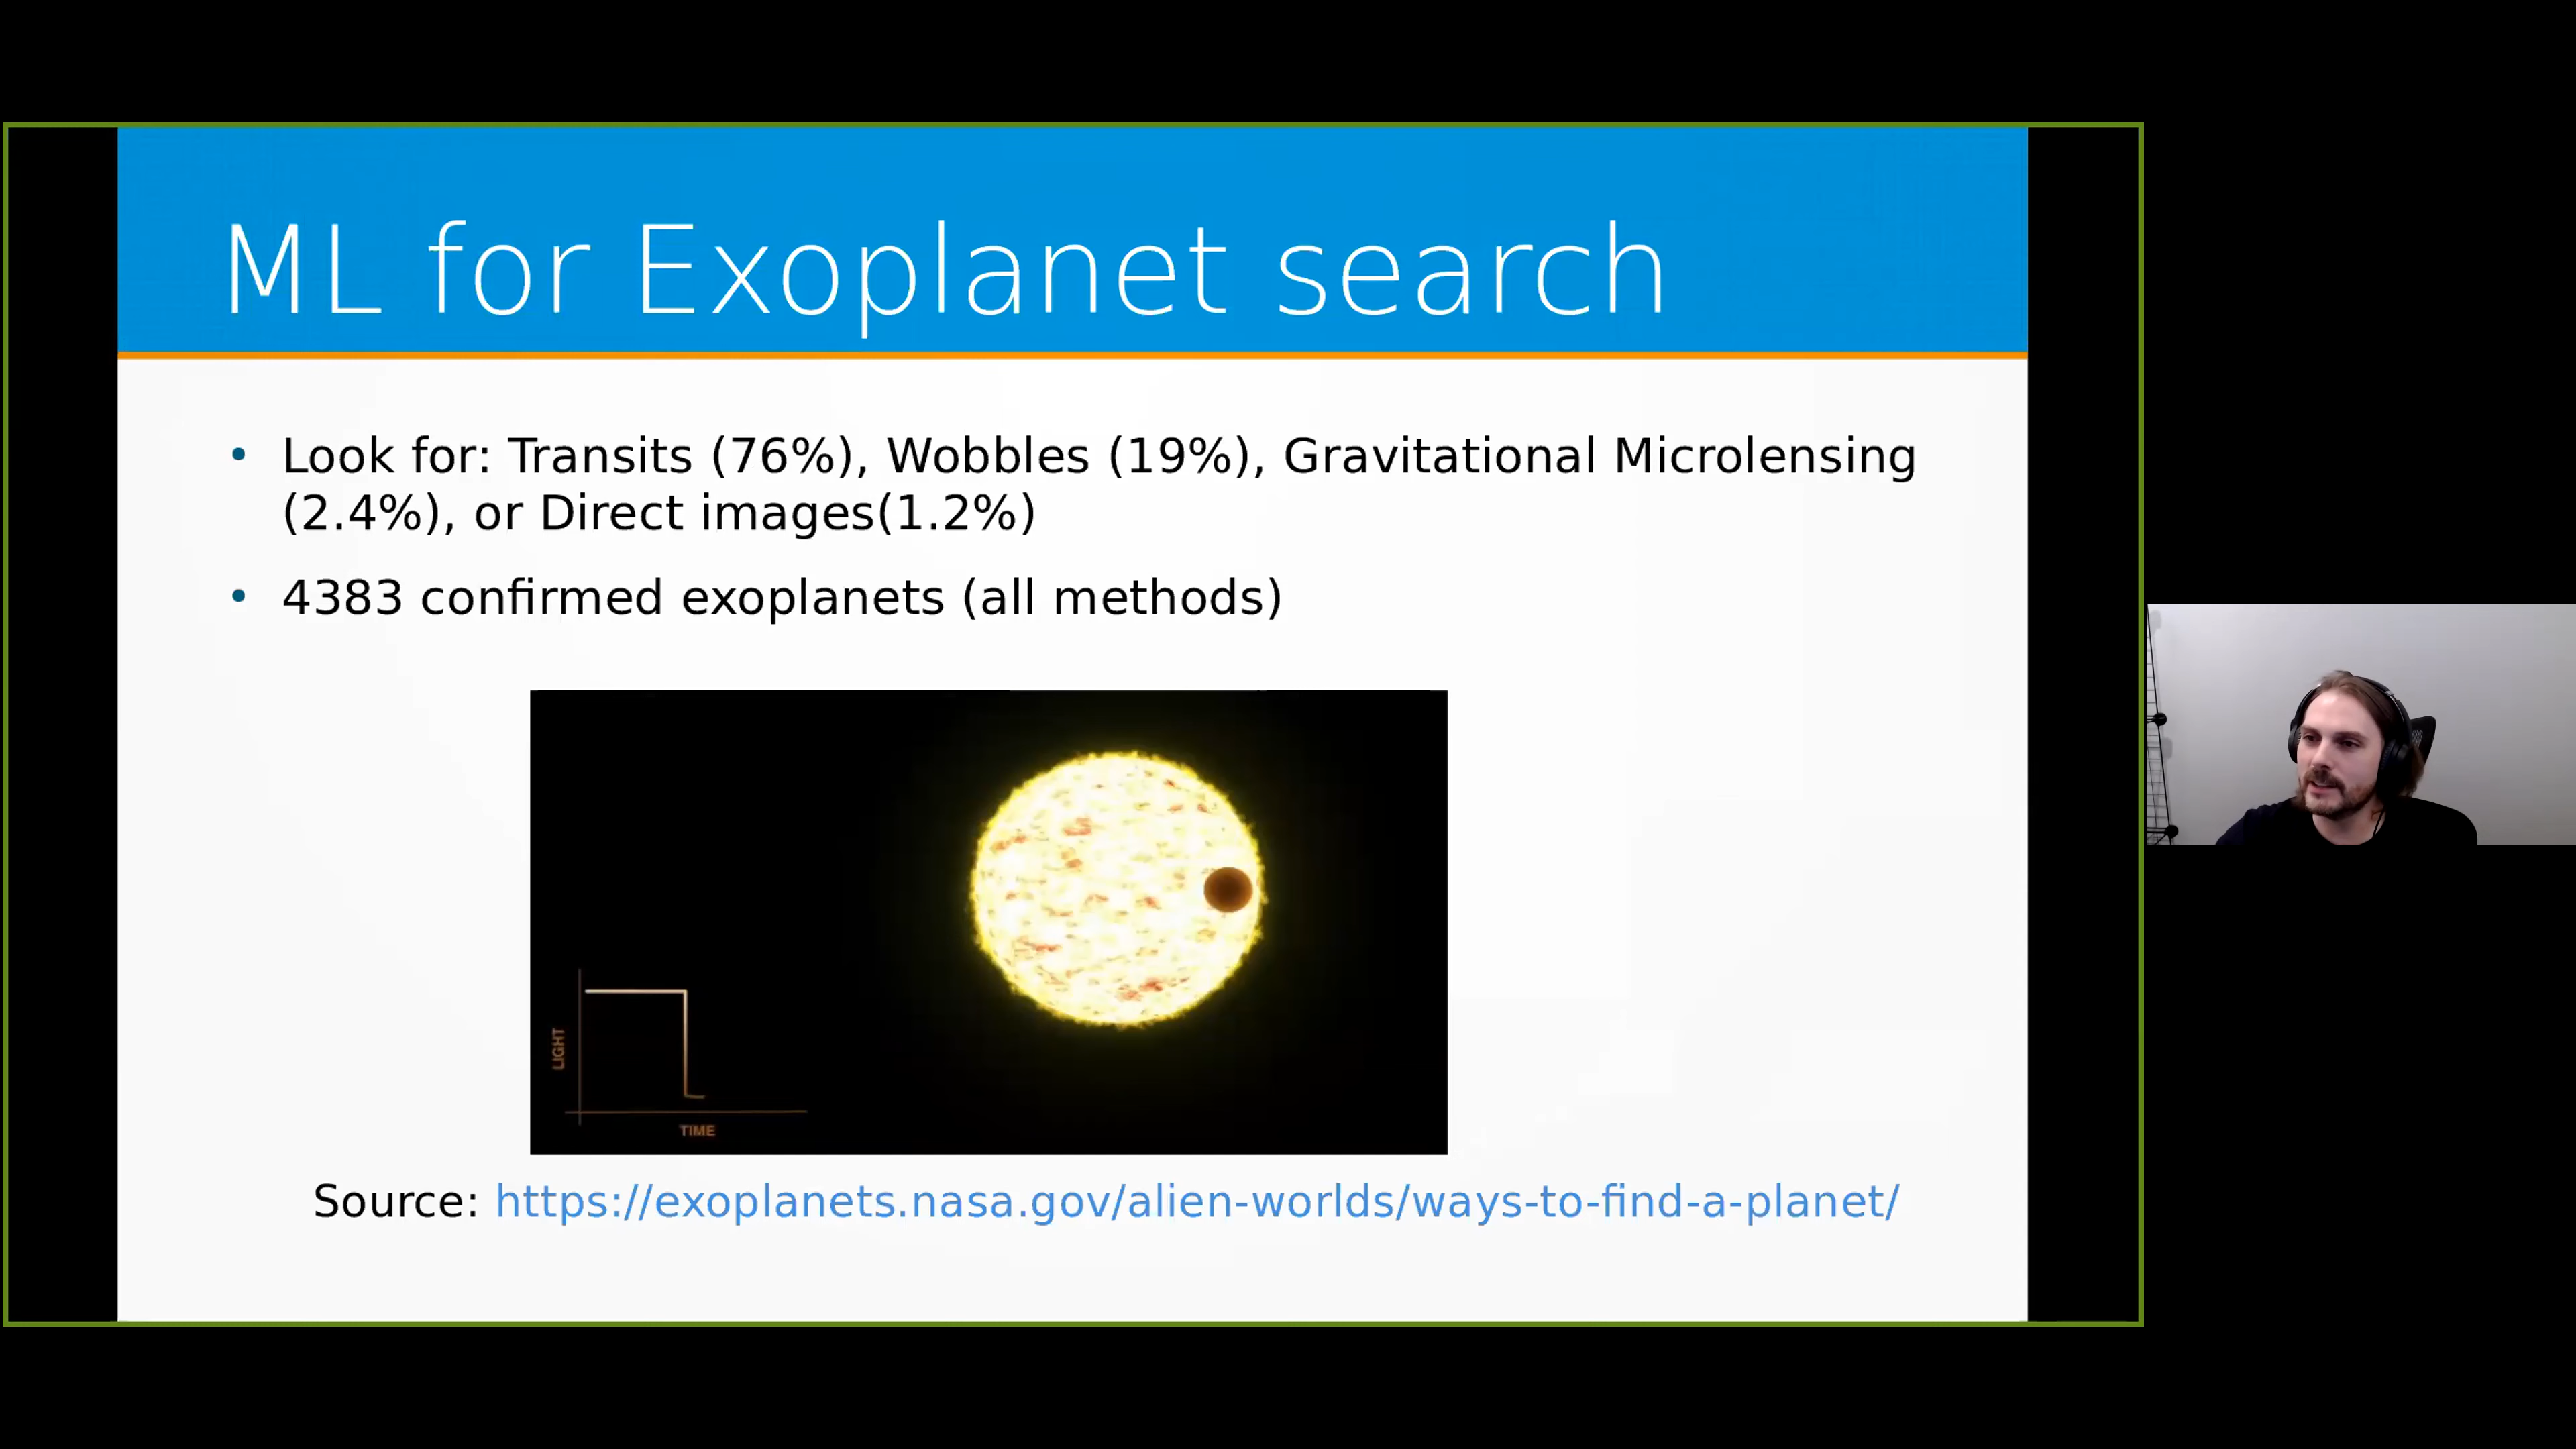 ML for Exoplanet search
• Look for: Transits (76%), Wobbles (19%), Gravitational Microlensing
(2.4%), or Direct images(1.2%)
• 4383 confirmed exoplanets (all methods)
LIGHT
TIME
Source: https://exoplanets.nasa.gov/alien-worlds/ways-to-find-a-planet/